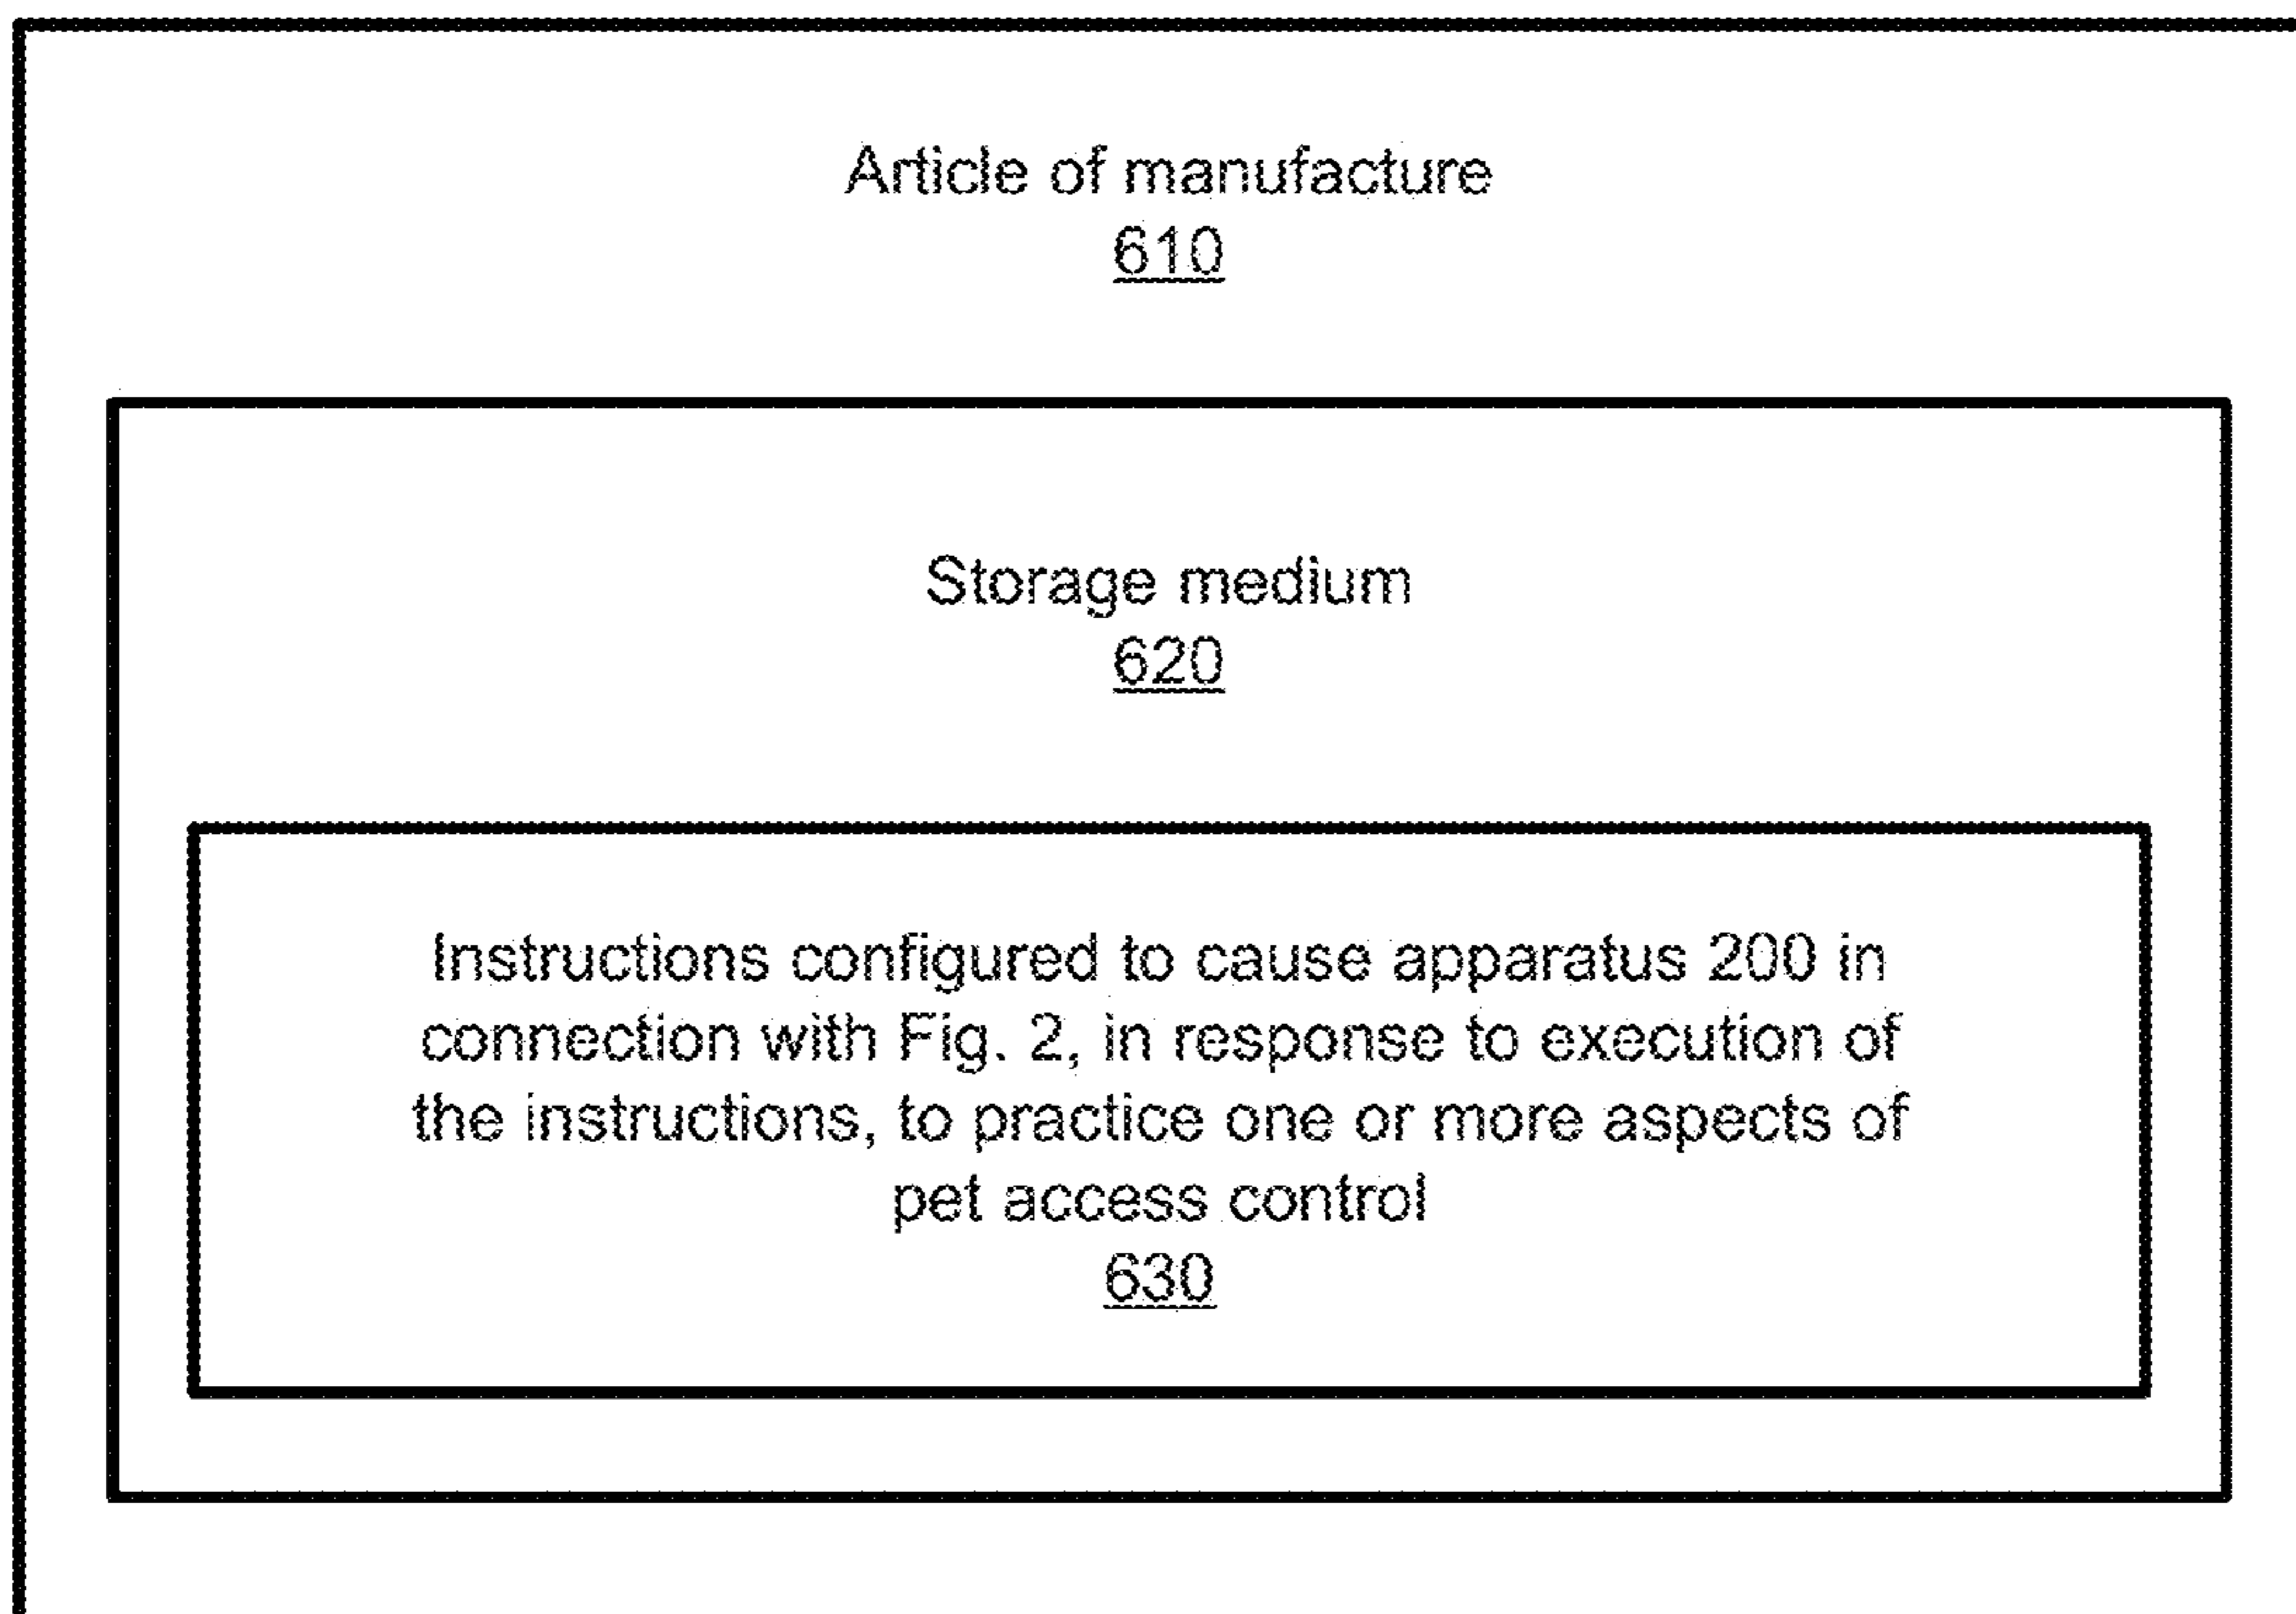 Article of manufacture
610
Storage medium
620
Instructions configured to cause apparatus 200 in
connection with Fig. 2, in response to execution of
the instructions, to practice one or more aspects of
pet access control
630